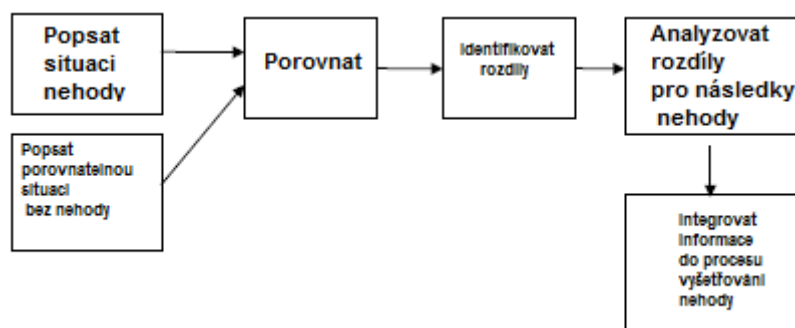 Popsat
situaci
nehody
Popsat
porovnatelnou
situaci
bez nehody
Porovnat
Identifikovat
rozdíly
Analyzovat
rozdíly
pro následky
nehody
Integrovat
Informace
do procesu
vyšetřování
nehody